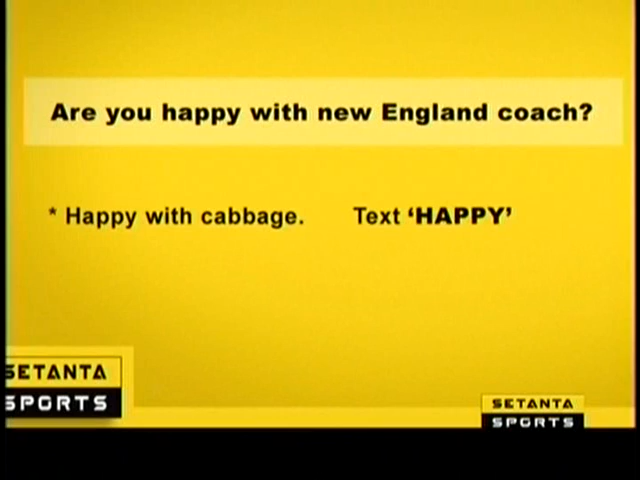 Are you happy with new England coach?
* Happy with cabbage. Text ‘HAPPY’
SETANTA
SPORTS
SETANTA
SPORTS